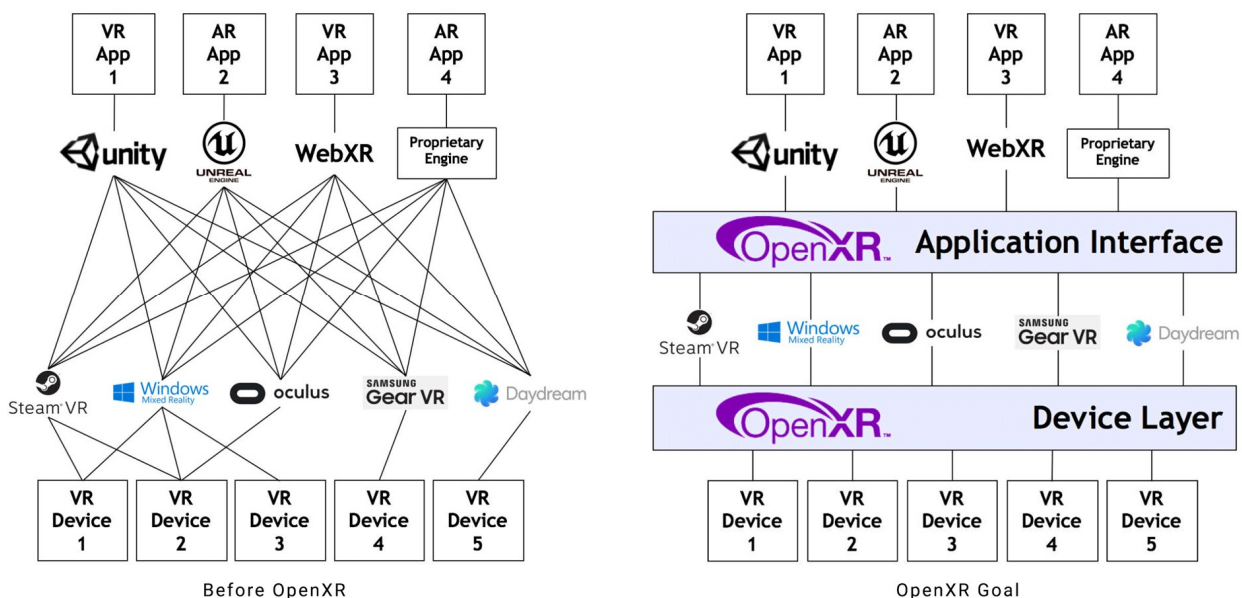 VR
App
1
AR
App
2
VR
App
3
AR
App
4
unity
UNREAL
ENGINE
WebXR
Proprietary
Engine
Steam VR
Windows
Mixed Reality
oculus
SAMSUNG
Gear VR
Daydream
VR
Device
1
VR
Device
2
VR
Device
3
VR
Device
4
VR
Device
5
Before OpenXR
VR
App
1
AR
App
2
VR
App
3
AR
App
4
unity
UNREAL
ENGINE
WebXR
Proprietary
Engine
OpenXR™ Application Interface
Steam®VR
Windows
Mixed Reality
oculus
SAMSUNG
Gear VR
Daydream
OpenXR™ Device Layer
VR
Device
1
VR
Device
2
VR
Device
3
VR
Device
4
VR
Device
5
OpenXR Goal